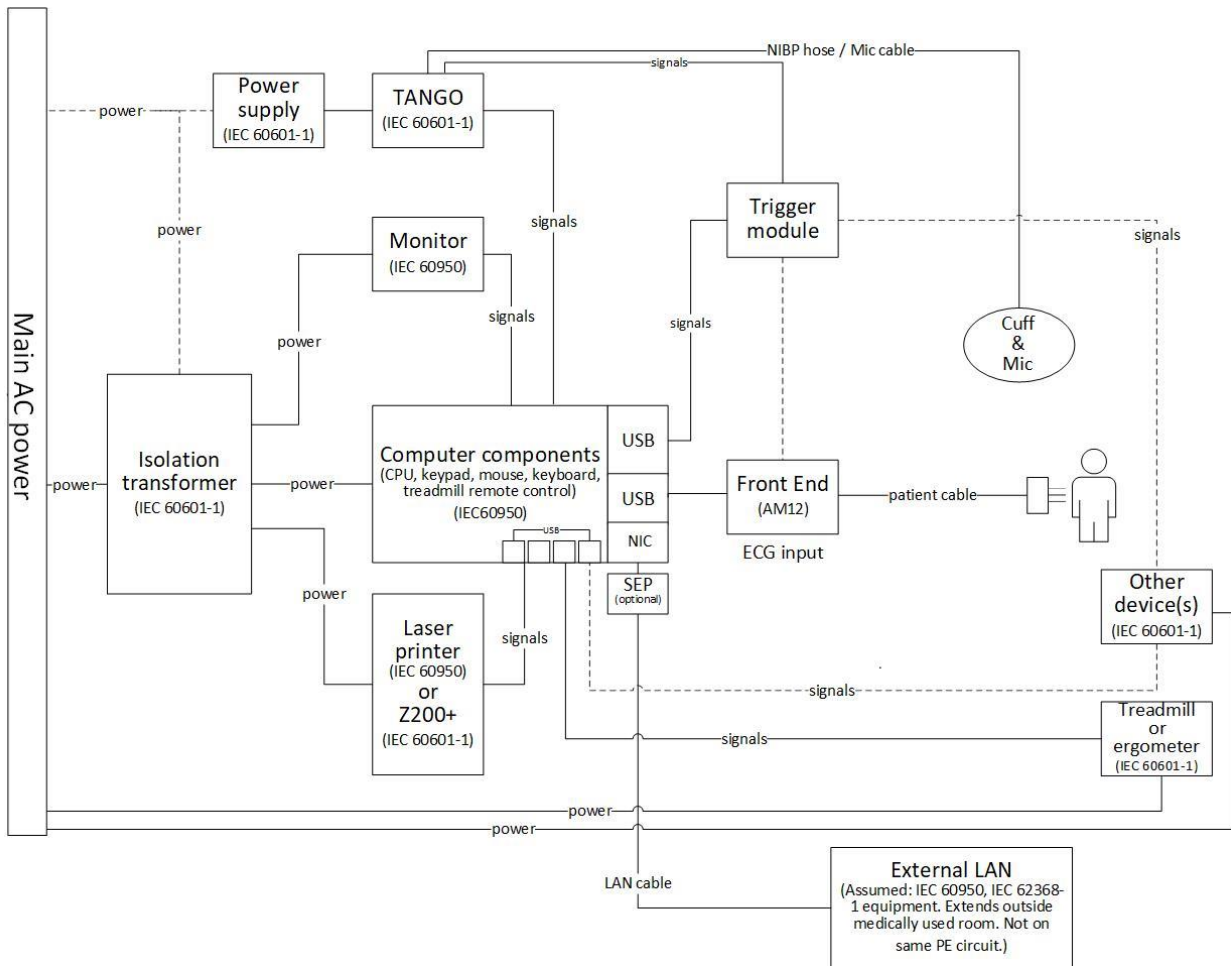 NIBP hose / Mic cable
signals
Power
supply
(IEC 60601-1)
TANGO
(IEC 60601-1)
power
Trigger
module
signals
signals
power
Monitor
(IEC 60950)
signals
signals
power
Cuff
&
Mic
Main AC power
Isolation
transformer
(IEC 60601-1)
power
power
Computer components
(CPU, keypad, mouse, keyboard,
treadmill remote control)
(IEC60950)
USB
USB
USB
NIC
Front End
(AM12)
ECG input
patient cable
SEP
(optional)
Other
device(s)
(IEC 60601-1)
power
Laser
printer
(IEC 60950)
or
Z200+
(IEC 60601-1)
signals
signals
signals
Treadmill
or
ergometer
(IEC 60601-1)
power
power
LAN cable
External LAN
(Assumed: IEC 60950, IEC 62368-
1 equipment. Extends outside
medically used room. Not on
same PE circuit.)